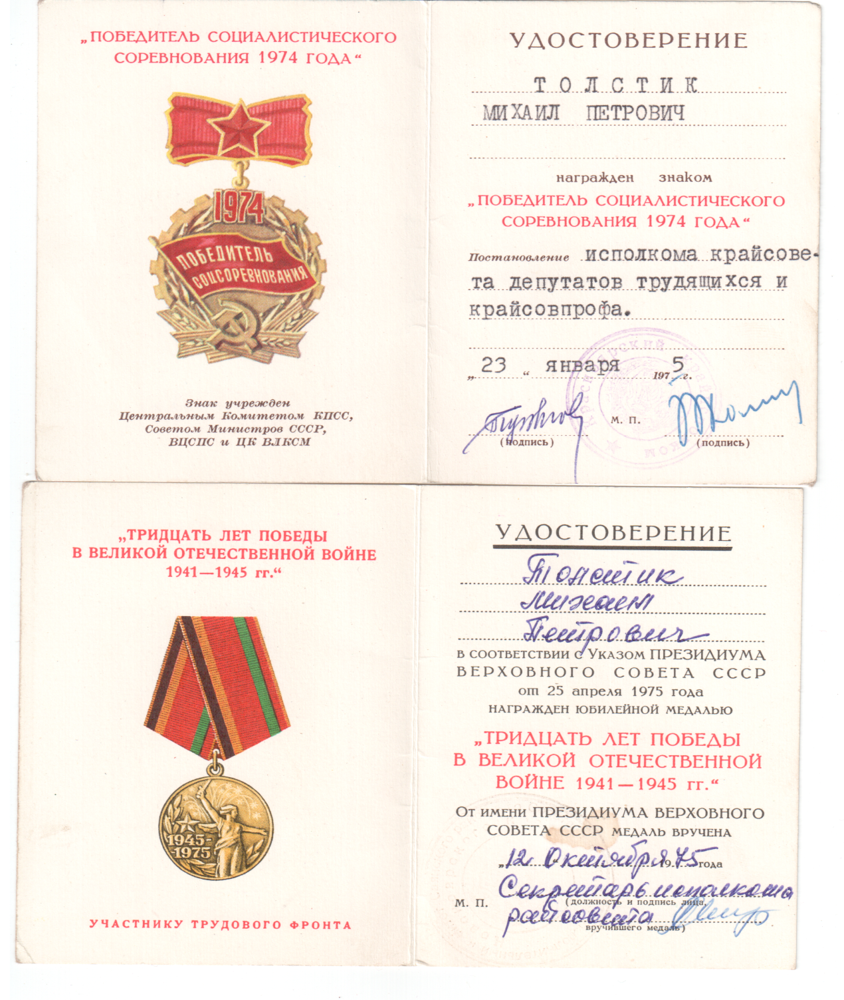 „ПОБЕДИТЕЛЬ СОЦИАЛИСТИЧЕСКОГО
СОРЕВНОВАНИЯ 1974 ГОДА“
1974
ПОБЕДИТЕЛЬ
СОЦСОРЕВНОВАНИЯ
Знак учрежден
Центральным Комитетом КПСС,
Советом Министров СССР,
ВЦСПС и ЦК ВЛКСМ
УДОСТОВЕРЕНИЕ
ТОЛСТИК
МИХАИЛ ПЕТРОВИЧ
награжден знаком
„ПОБЕДИТЕЛЬ СОЦИАЛИСТИЧЕСКОГО
СОРЕВНОВАНИЯ 1974 ГОДА“
Постановление исполкома крайсове-
та депутатов трудящихся и
крайсовпрофа.
„23“ января 1975 г.
М. П.
(подпись) (подпись)
„ТРИДЦАТЬ ЛЕТ ПОБЕДЫ
В ВЕЛИКОЙ ОТЕЧЕСТВЕННОЙ ВОЙНЕ
1941—1945 гг.“
1945-
1975
УЧАСТНИКУ ТРУДОВОГО ФРОНТА
УДОСТОВЕРЕНИЕ
Толстик
Михаил
Петрович
В СООТВЕТСТВИИ С УКАЗОМ ПРЕЗИДИУМА
ВЕРХОВНОГО СОВЕТА СССР
от 25 апреля 1975 года
НАГРАЖДЕН ЮБИЛЕЙНОЙ МЕДАЛЬЮ
„ТРИДЦАТЬ ЛЕТ ПОБЕДЫ
В ВЕЛИКОЙ ОТЕЧЕСТВЕННОЙ
ВОЙНЕ 1941—1945 гг.“
ОТ ИМЕНИ ПРЕЗИДИУМА ВЕРХОВНОГО
СОВЕТА СССР МЕДАЛЬ ВРУЧЕНА
„12“ Октября 1975 года
Секретарь исполкома
М. П. (должность и подпись лица,
райсовета
вручившего медаль)